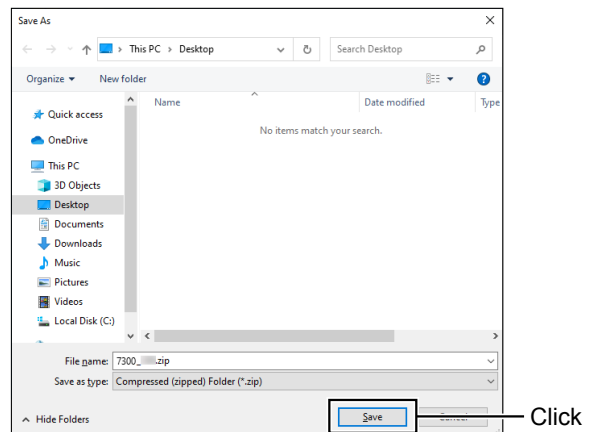 Save As
This PC > Desktop
Search Desktop
Organize
New folder
Name
Date modified
Type
No items match your search.
Quick access
OneDrive
This PC
3D Objects
Desktop
Documents
Downloads
Music
Pictures
Videos
Local Disk (C:)
File name: 7300_ .zip
Save as type: Compressed (zipped) Folder (*.zip)
Hide Folders
Save
Click